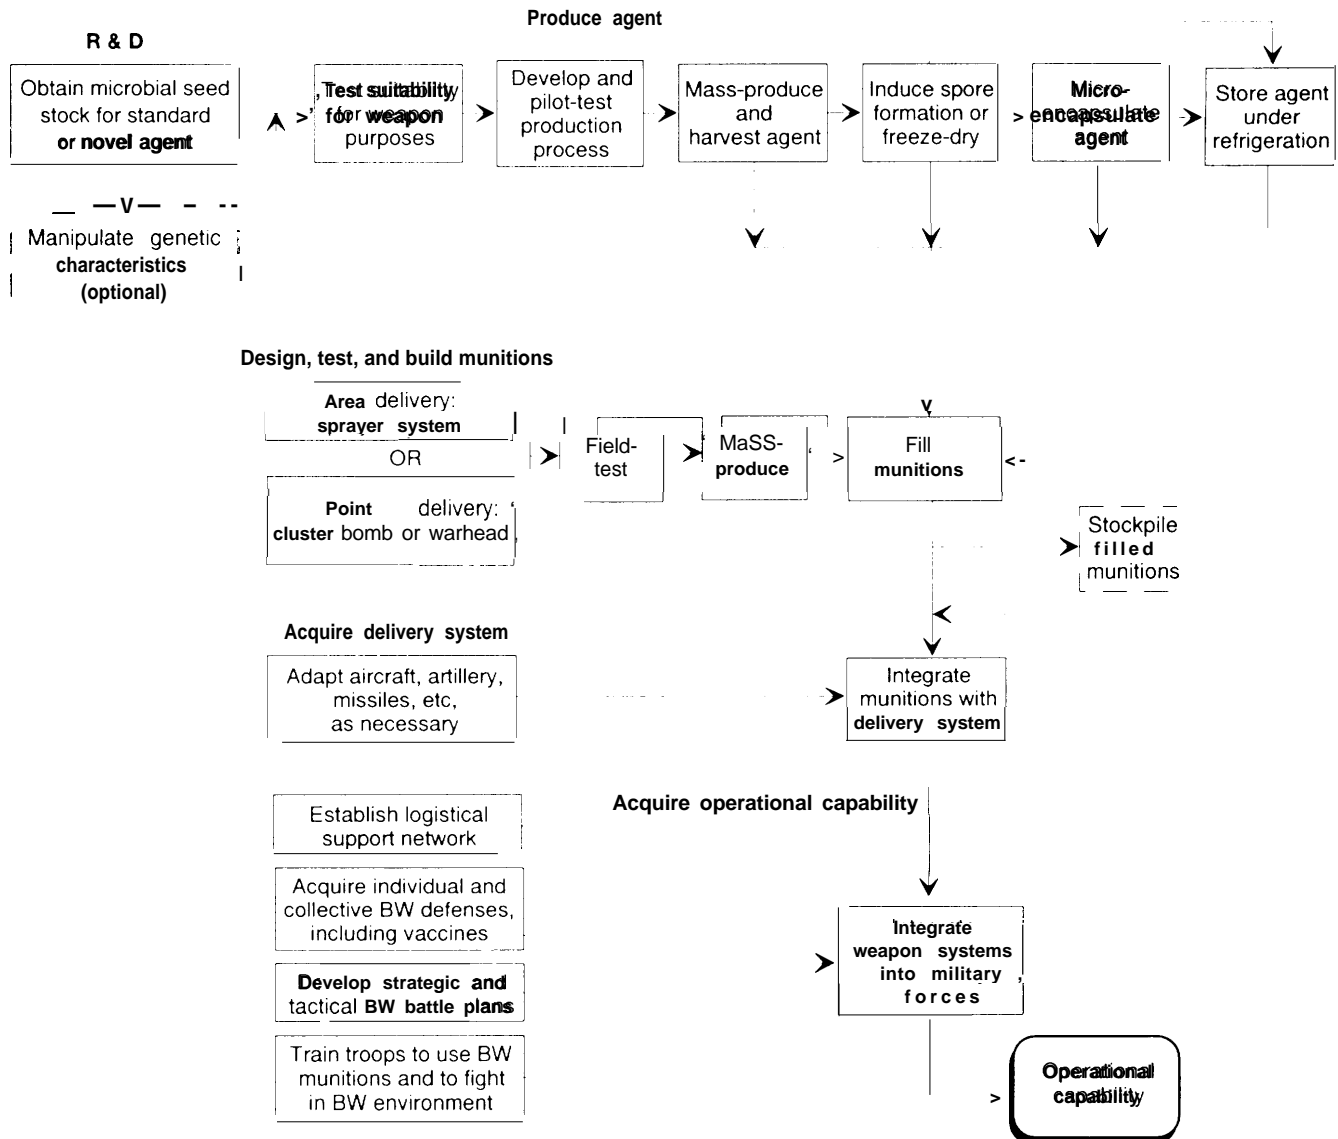 Produce agent
R & D
Obtain microbial seed
stock for standard
or novel agent
Test suitability
for weapon
purposes
Develop and
pilot-test
production
process
Mass-produce
and
harvest agent
Induce spore
formation or
freeze-dry
Micro-
encapsulate
agent
Store agent
under
refrigeration
Manipulate genetic
characteristics
(optional)
Design, test, and build munitions
Area delivery:
sprayer system
OR
Point delivery:
cluster bomb or warhead
Field-
test
MaSS-
produce
Fill
munitions
Stockpile
filled
munitions
Acquire delivery system
Adapt aircraft, artillery,
missiles, etc,
as necessary
Integrate
munitions with
delivery system
Acquire operational capability
Establish logistical
support network
Acquire individual and
collective BW defenses,
including vaccines
Develop strategic and
tactical BW battle plans
Train troops to use BW
munitions and to fight
in BW environment
Integrate
weapon systems
into military
forces
Operational
capability